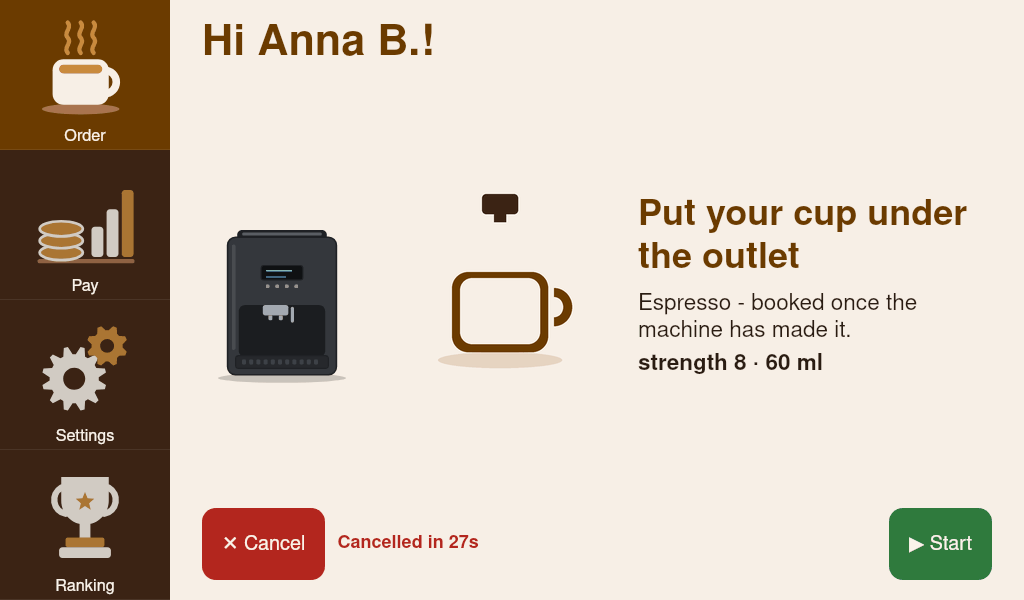 Hi Anna B.!
Order
Pay
Settings
Ranking
Put your cup under
the outlet
Espresso - booked once the
machine has made it.
strength 8 · 60 ml
✕ Cancel
Cancelled in 27s
▶ Start